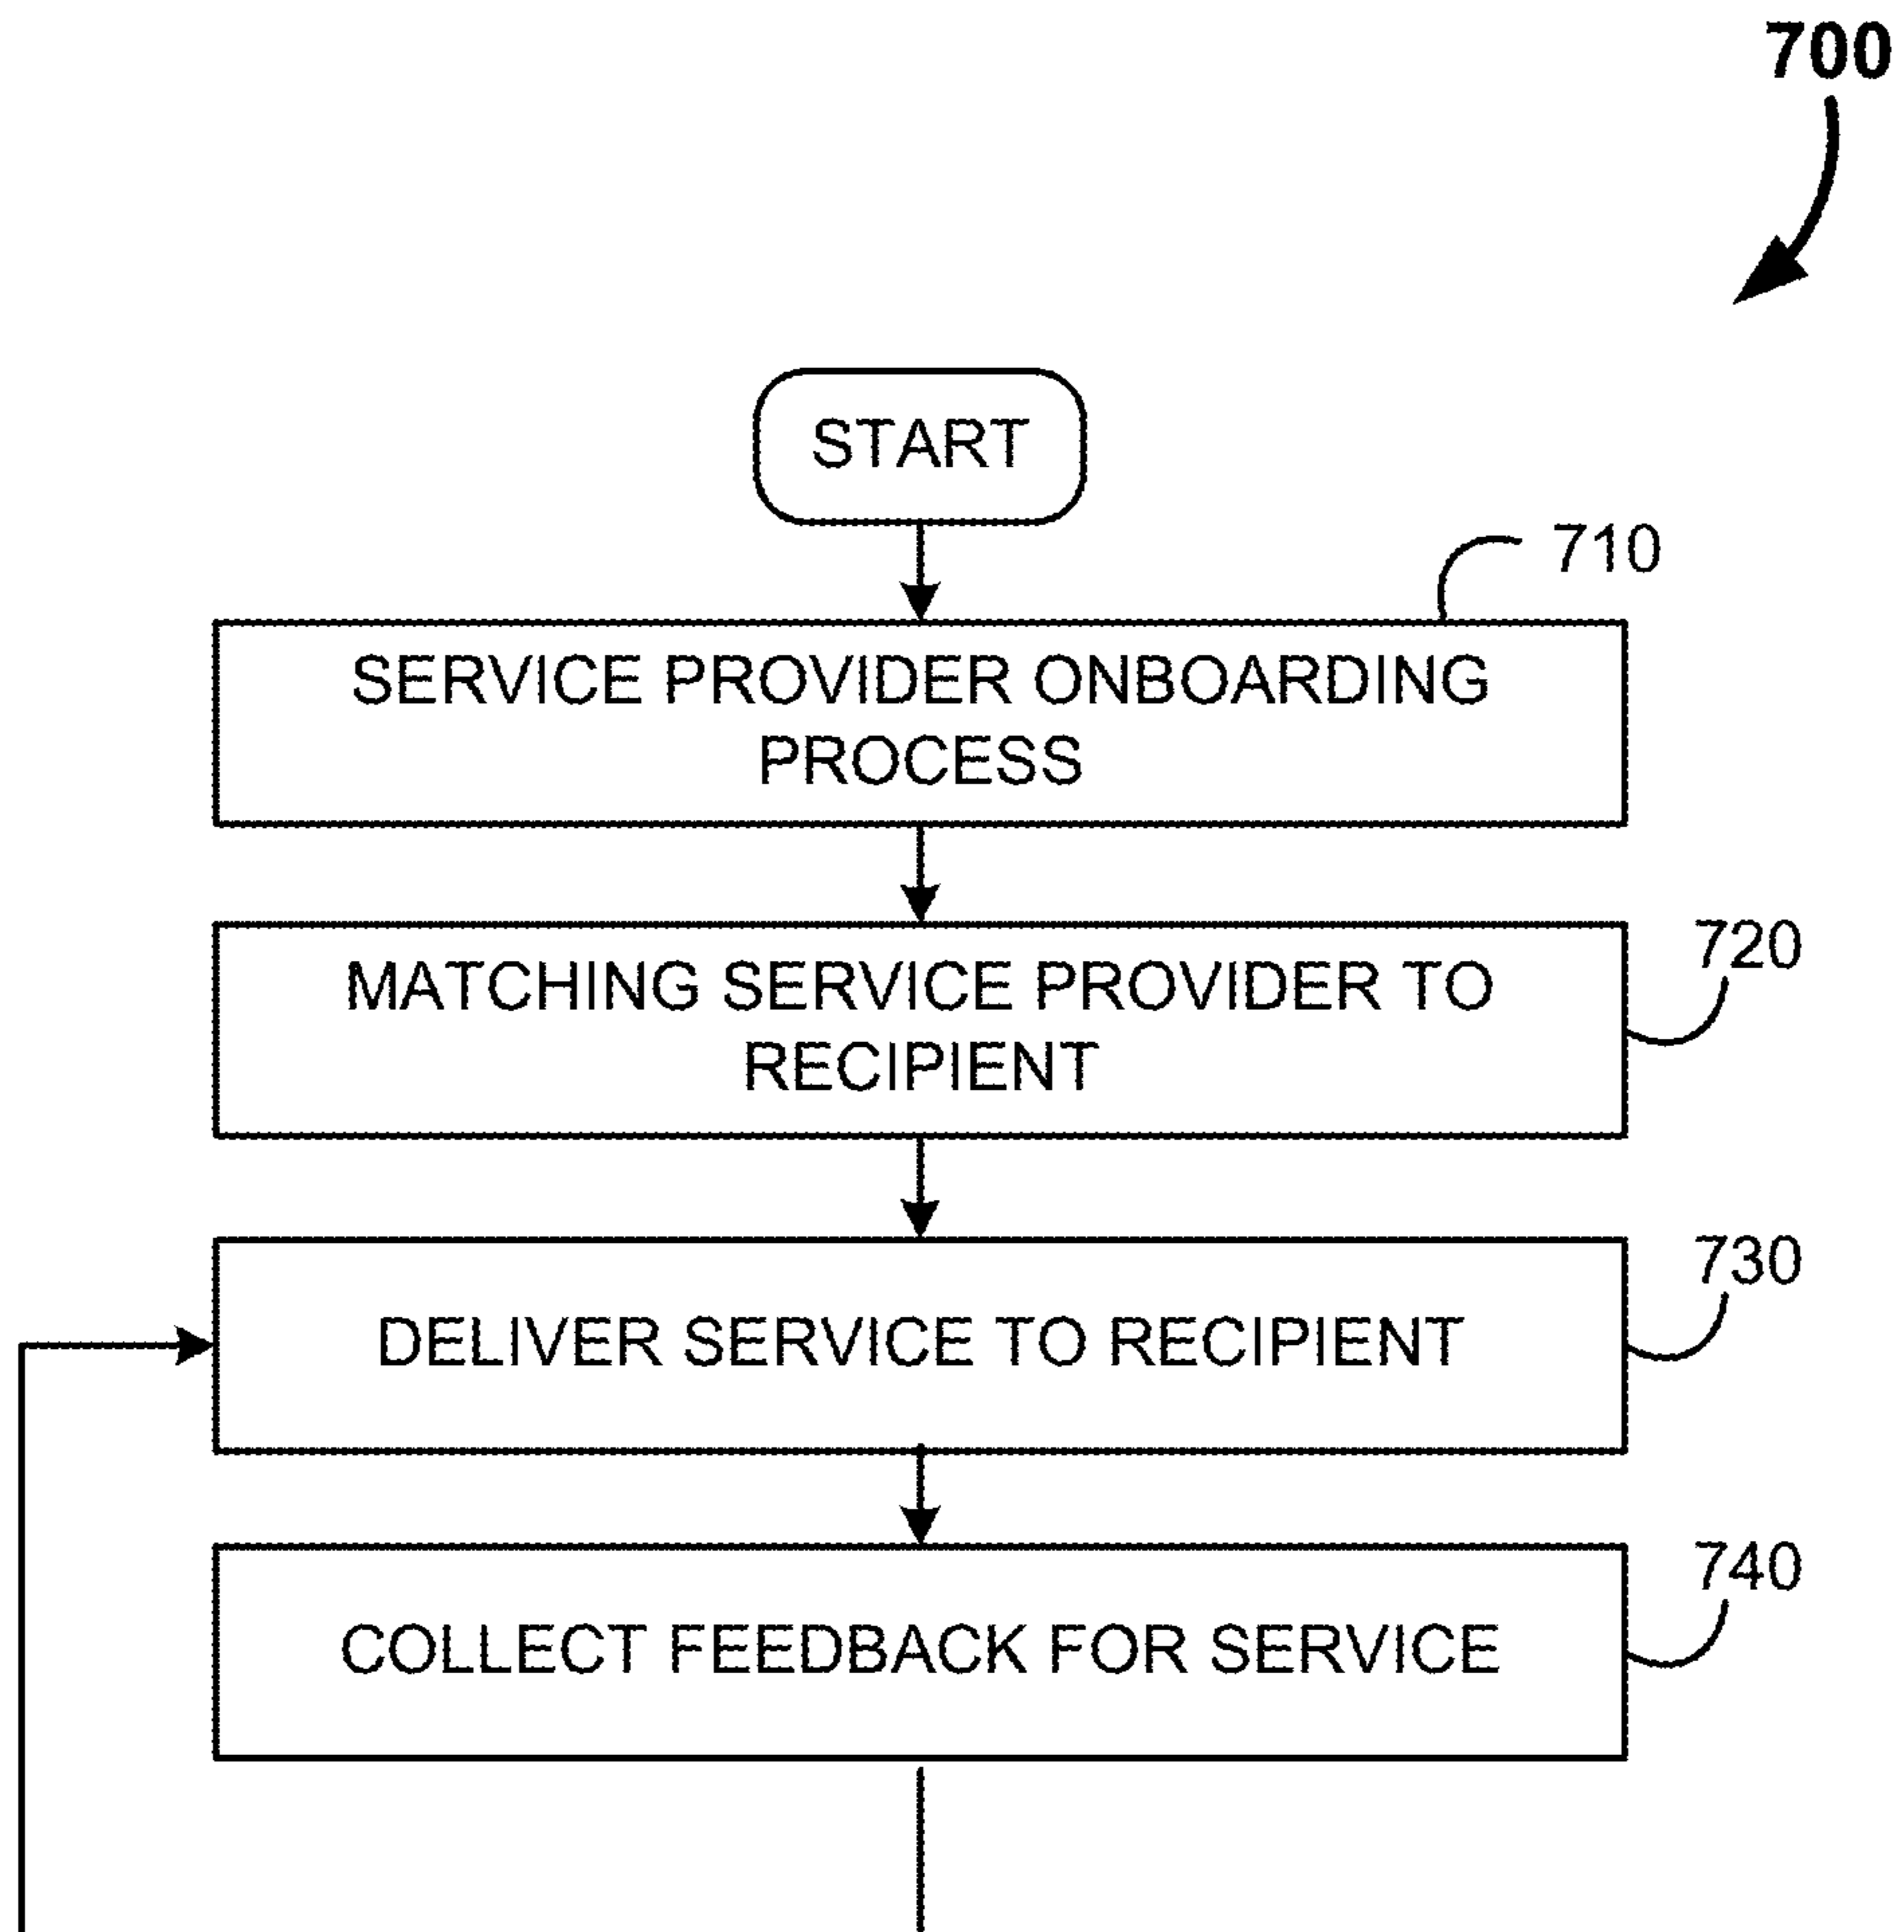 700
START
710
SERVICE PROVIDER ONBOARDING
PROCESS
720
MATCHING SERVICE PROVIDER TO
RECIPIENT
730
DELIVER SERVICE TO RECIPIENT
740
COLLECT FEEDBACK FOR SERVICE